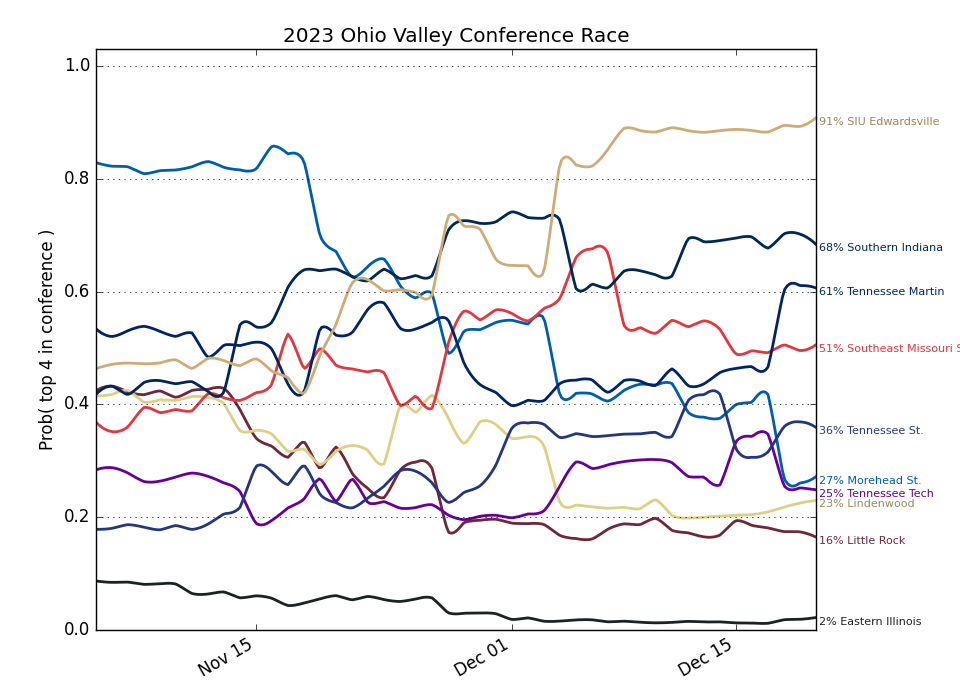 2023 Ohio Valley Conference Race
Prob( top 4 in conference )
1.0
0.8
0.6
0.4
0.2
0.0
Nov 15
Dec 01
Dec 15
91% SIU Edwardsville
68% Southern Indiana
61% Tennessee Martin
51% Southeast Missouri S
36% Tennessee St.
27% Morehead St.
25% Tennessee Tech
23% Lindenwood
16% Little Rock
2% Eastern Illinois